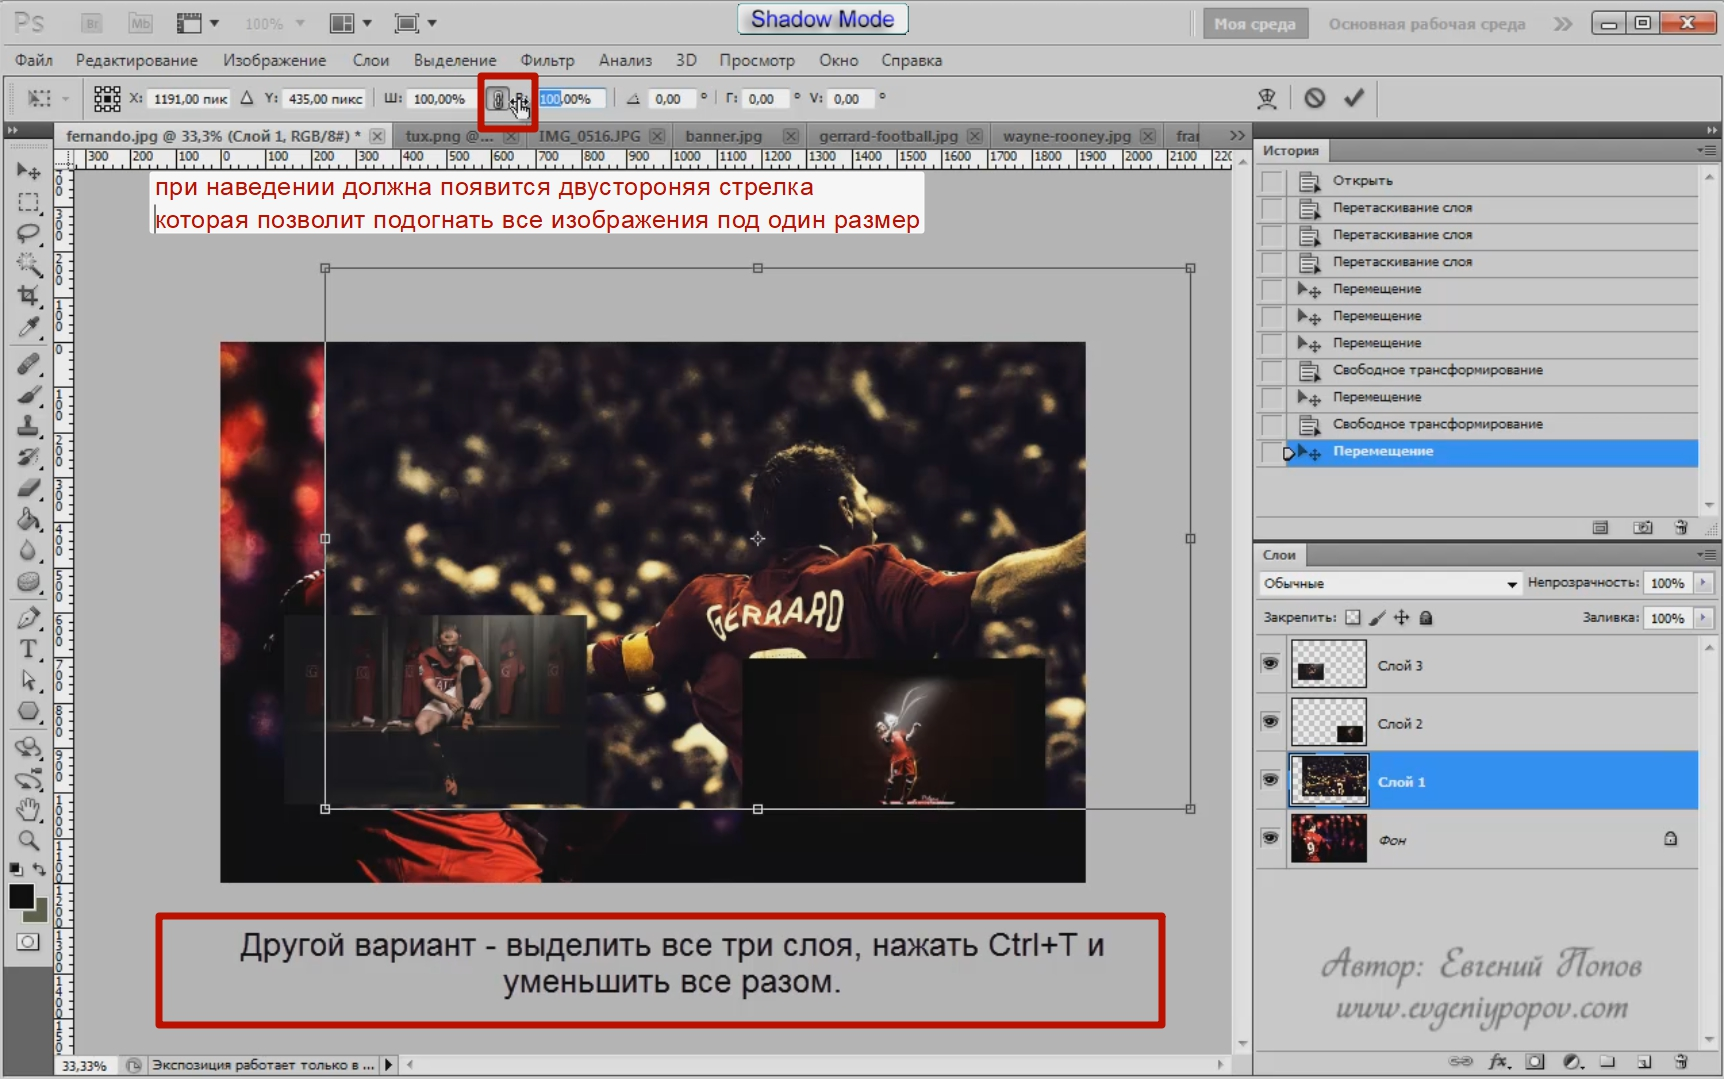 Shadow Mode
Ps Br Mb 100% Моя среда Основная рабочая среда
Файл Редактирование Изображение Слои Выделение Фильтр Анализ 3D Просмотр Окно Справка
X: 1191,00 пик Y: 435,00 пикс Ш: 100,00% В: 100,00% 0,00 ° Г: 0,00 ° V: 0,00 °
fernando.jpg @ 33,3% (Слой 1, RGB/8#) * tux.png @... IMG_0516.JPG banner.jpg gerrard-football.jpg wayne-rooney.jpg fra
300 200 100 0 100 200 300 400 500 600 700 800 900 1000 1100 1200 1300 1400 1500 1600 1700 1800 1900 2000 2100 220
при наведении должна появится двустороняя стрелка
которая позволит подогнать все изображения под один размер
GERRARD
9
Другой вариант - выделить все три слоя, нажать Ctrl+T и
уменьшить все разом.
33,33% Экспозиция работает только в ...
История
Открыть
Перетаскивание слоя
Перетаскивание слоя
Перетаскивание слоя
Перемещение
Перемещение
Перемещение
Свободное трансформирование
Перемещение
Свободное трансформирование
Перемещение
Слои
Обычные Непрозрачность: 100%
Закрепить: Заливка: 100%
Слой 3
Слой 2
Слой 1
Фон
Автор: Евгений Попов
www.evgeniypopov.com